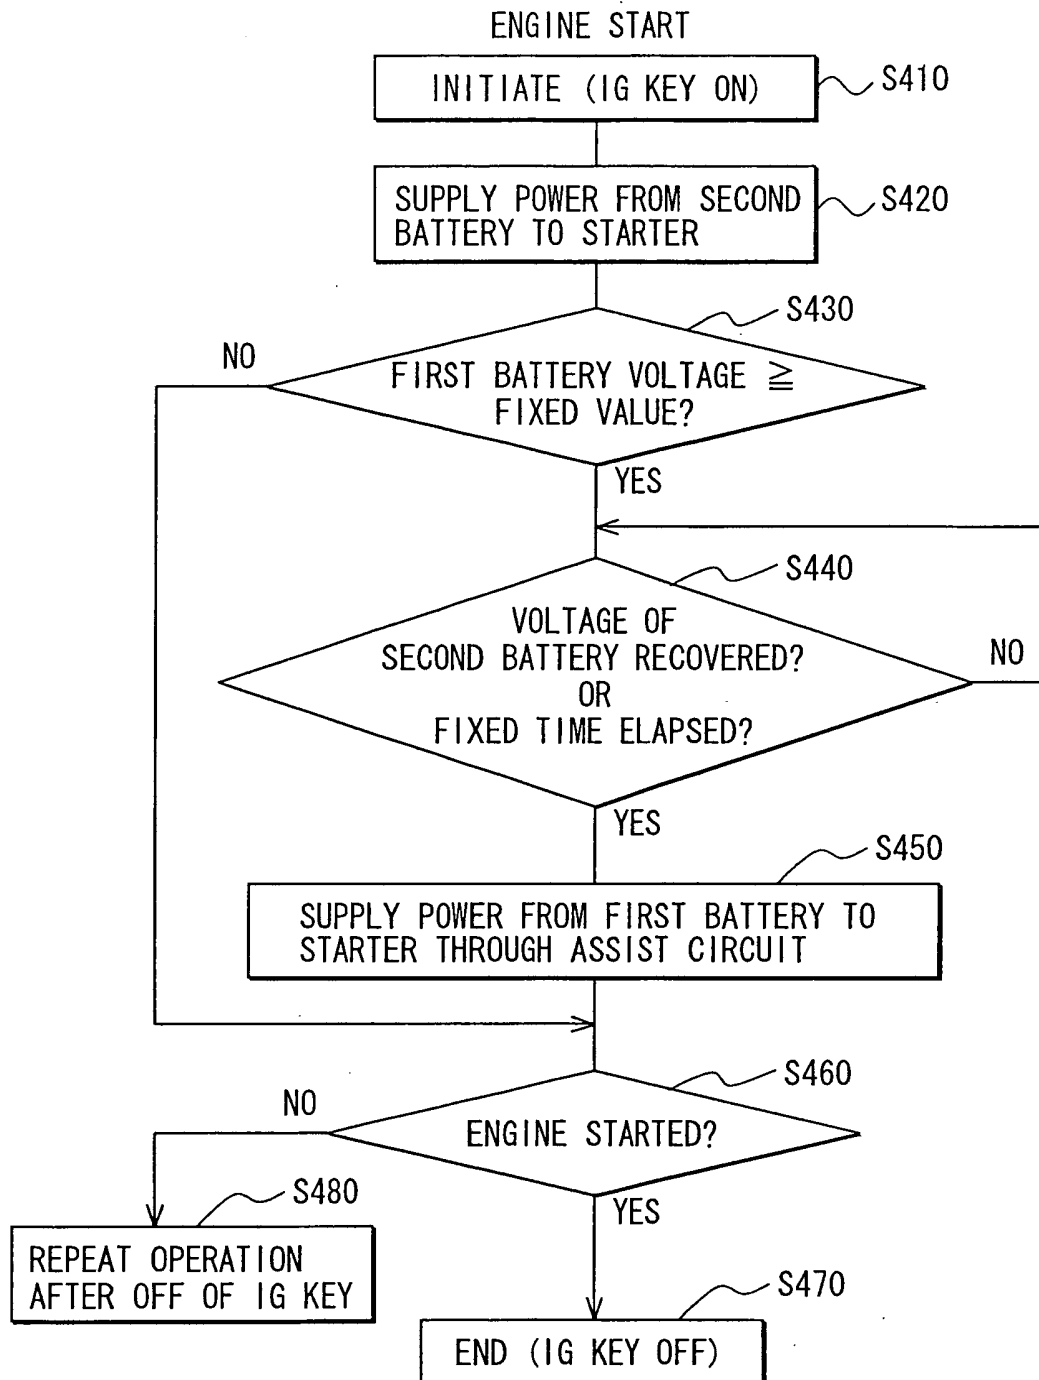 ENGINE START
INITIATE (IG KEY ON)
S410
SUPPLY POWER FROM SECOND
BATTERY TO STARTER
S420
S430
NO
FIRST BATTERY VOLTAGE ≧
FIXED VALUE?
YES
S440
VOLTAGE OF
SECOND BATTERY RECOVERED?
OR
FIXED TIME ELAPSED?
NO
YES
S450
SUPPLY POWER FROM FIRST BATTERY TO
STARTER THROUGH ASSIST CIRCUIT
S460
NO
ENGINE STARTED?
YES
S480
REPEAT OPERATION
AFTER OFF OF IG KEY
S470
END (IG KEY OFF)